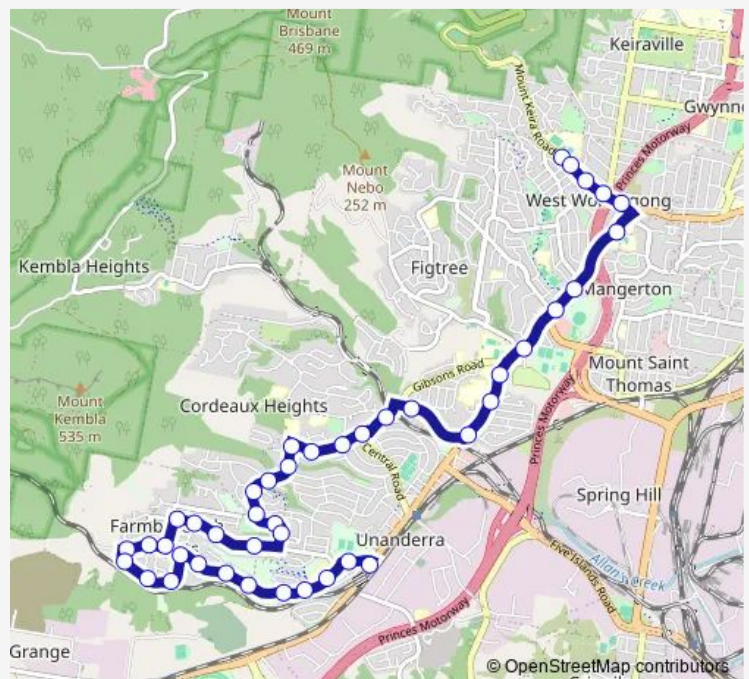 Mount
Brisbane
469 m
Keiraville
Gwynne
Mount Keira Road
Princes Motorway
Mount
Nebo
252 m
West Wo gong
Kembla Heights
Figtree
Mangerton
Gibsons Road
Mount Saint
Thomas
Mount
Kembla
535 m
Cordeaux Heights
Princes Motorway
Central Road
Spring Hill
Farmb
Unanderra
Allans Creek
Five Islands Road
Princes Motorway
Grange
© OpenStreetMap contributors